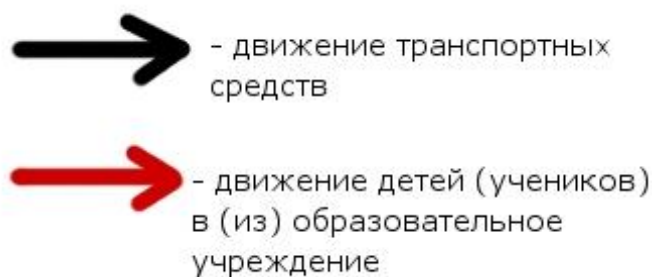 - движение транспортных
средств
- движение детей (учеников)
в (из) образовательное
учреждение